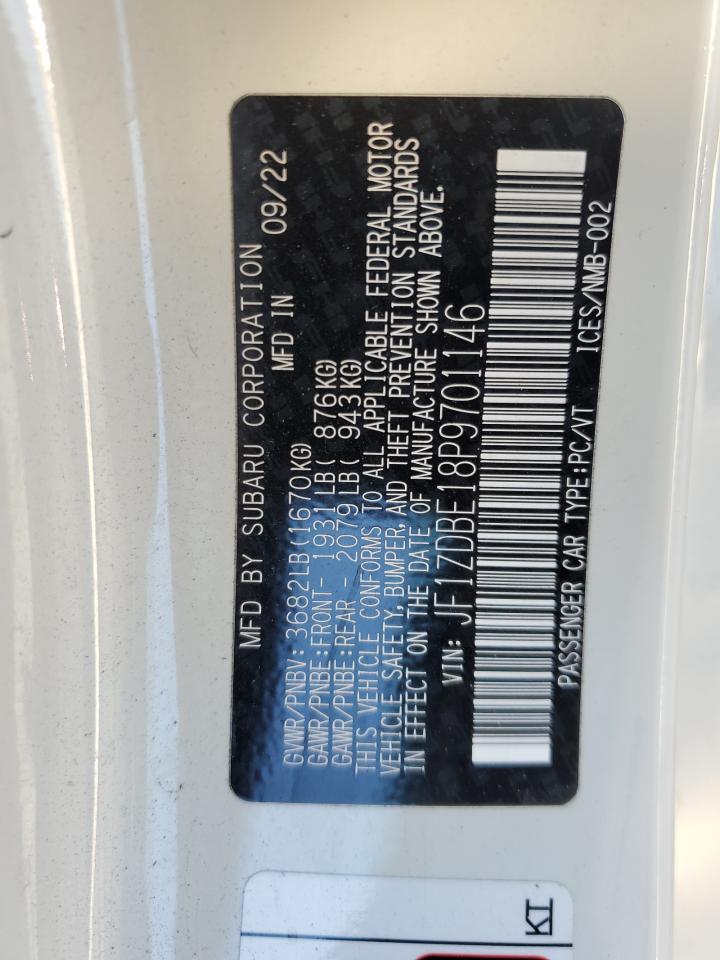 MFD BY SUBARU CORPORATION
MFD IN 09/22
GVWR/PNBV: 3682LB(1670KG)
GAWR/PNBE:FRONT- 1931LB( 876KG)
GAWR/PNBE:REAR - 2079LB( 943KG)
THIS VEHICLE CONFORMS TO ALL APPLICABLE FEDERAL MOTOR
VEHICLE SAFETY, BUMPER, AND THEFT PREVENTION STANDARDS
IN EFFECT ON THE DATE OF MANUFACTURE SHOWN ABOVE.
VIN: JF1ZDBE18P9701146
PASSENGER CAR TYPE:PC/VT ICES/NMB-002
KI